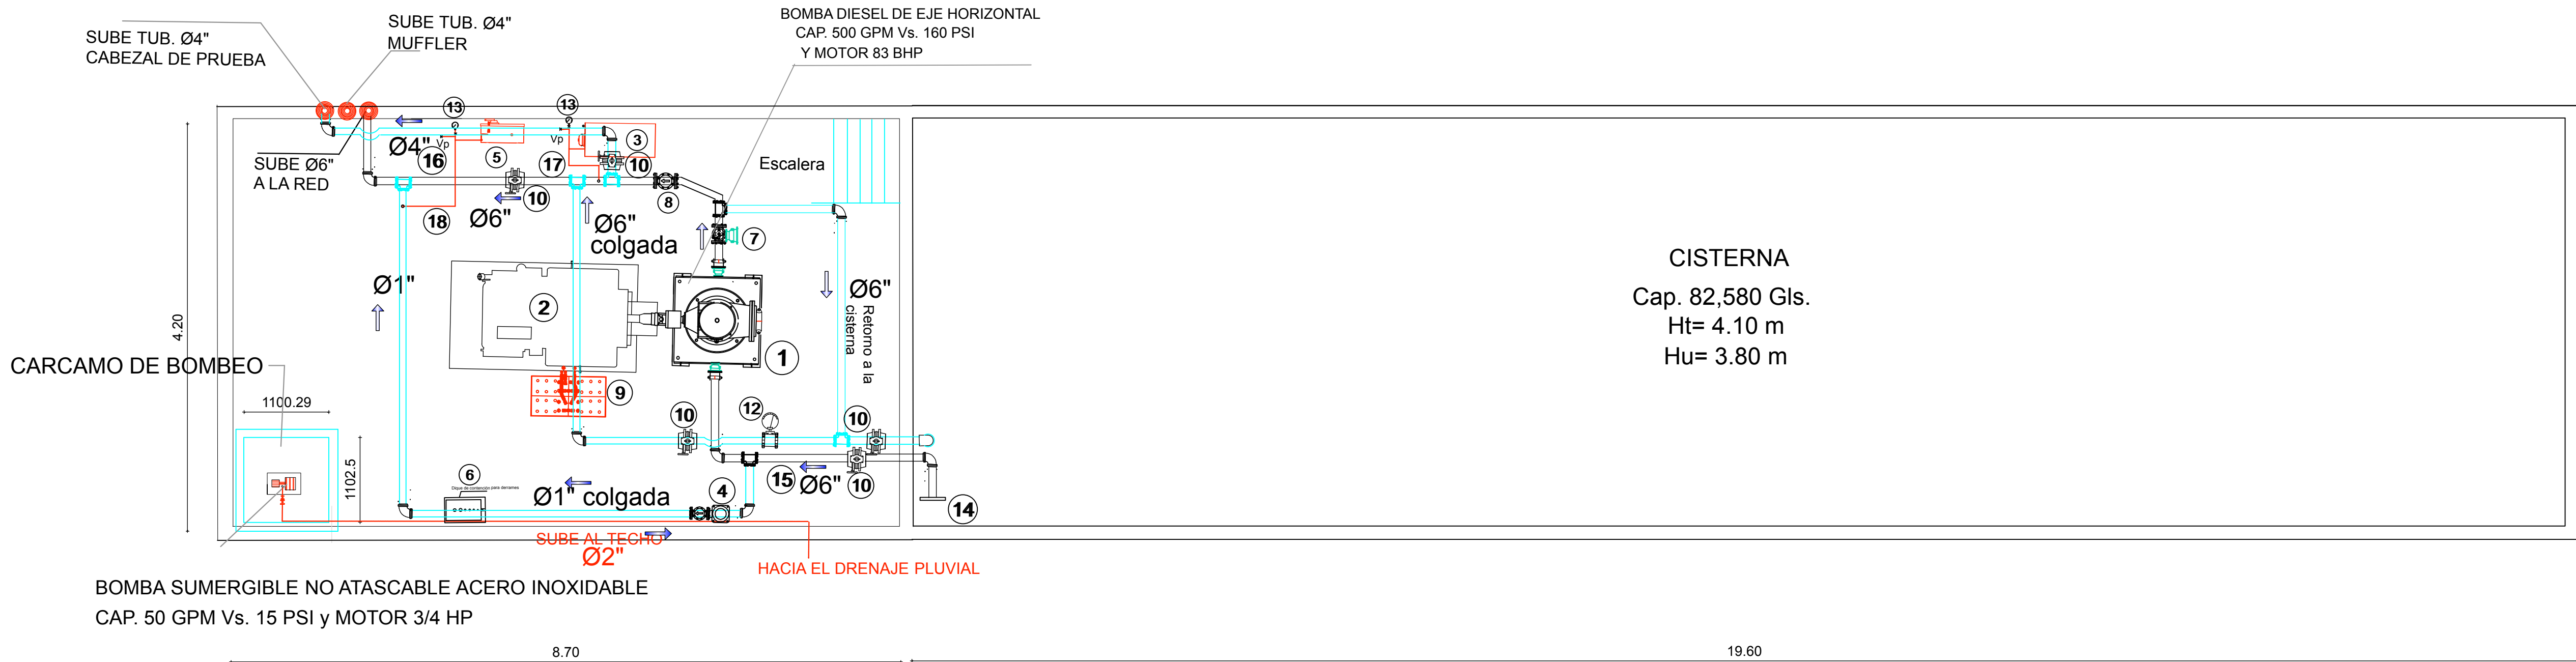 BOMBA DIESEL DE EJE HORIZONTAL
CAP. 500 GPM Vs. 160 PSI
Y MOTOR 83 BHP
SUBE TUB. Ø4"
MUFFLER
SUBE TUB. Ø4"
CABEZAL DE PRUEBA
13
13
Ø4"
Vp
16
5
Vp
17
3
10
Escalera
SUBE Ø6"
A LA RED
18
Ø6"
10
Ø6"
colgada
8
7
Ø1"
2
1
Ø6"
Retorno a la
cisterna
CISTERNA
Cap. 82,580 Gls.
Ht= 4.10 m
Hu= 3.80 m
4.20
CARCAMO DE BOMBEO
1100.29
1102.5
9
10
12
10
6
Dique de contención para derrames
Ø1" colgada
4
15
Ø6"
10
14
SUBE AL TECHO
Ø2"
HACIA EL DRENAJE PLUVIAL
BOMBA SUMERGIBLE NO ATASCABLE ACERO INOXIDABLE
CAP. 50 GPM Vs. 15 PSI y MOTOR 3/4 HP
8.70
19.60